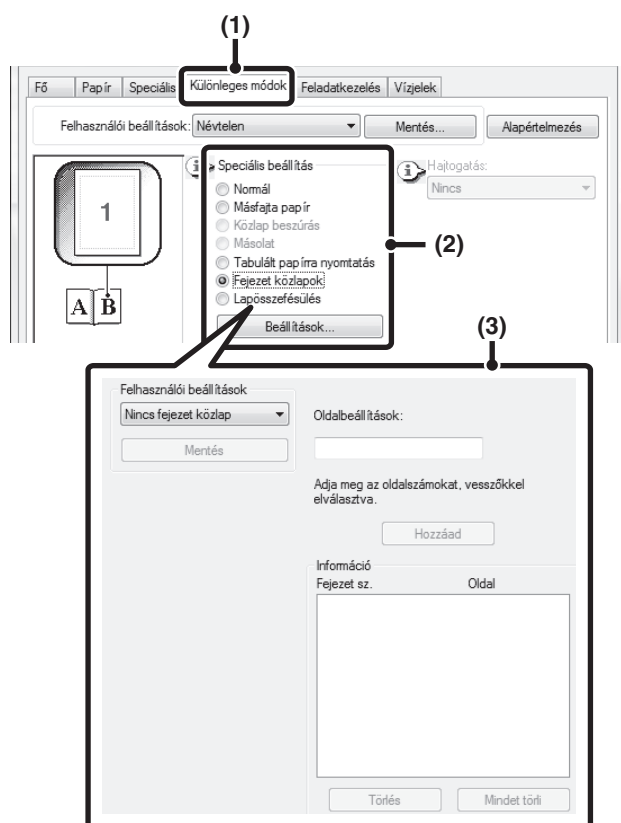 (1)
Fő Papír Speciális Különleges módok Feladatkezelés Vízjelek
Felhasználói beállítások: Névtelen Mentés... Alapértelmezés
Speciális beállítás
Hajtogatás:
Normál
Nincs
1
Másfajta papír
Közlap beszúrás
Másolat
(2)
Tabulált papírra nyomtatás
Fejezet közlapok
A B
Lapösszefésülés
Beállítások...
(3)
Felhasználói beállítások
Nincs fejezet közlap
Mentés
Oldalbeállítások:
Adja meg az oldalszámokat, vesszőkkel
elválasztva.
Hozzáad
Információ
Fejezet sz. Oldal
Törlés Mindet törli